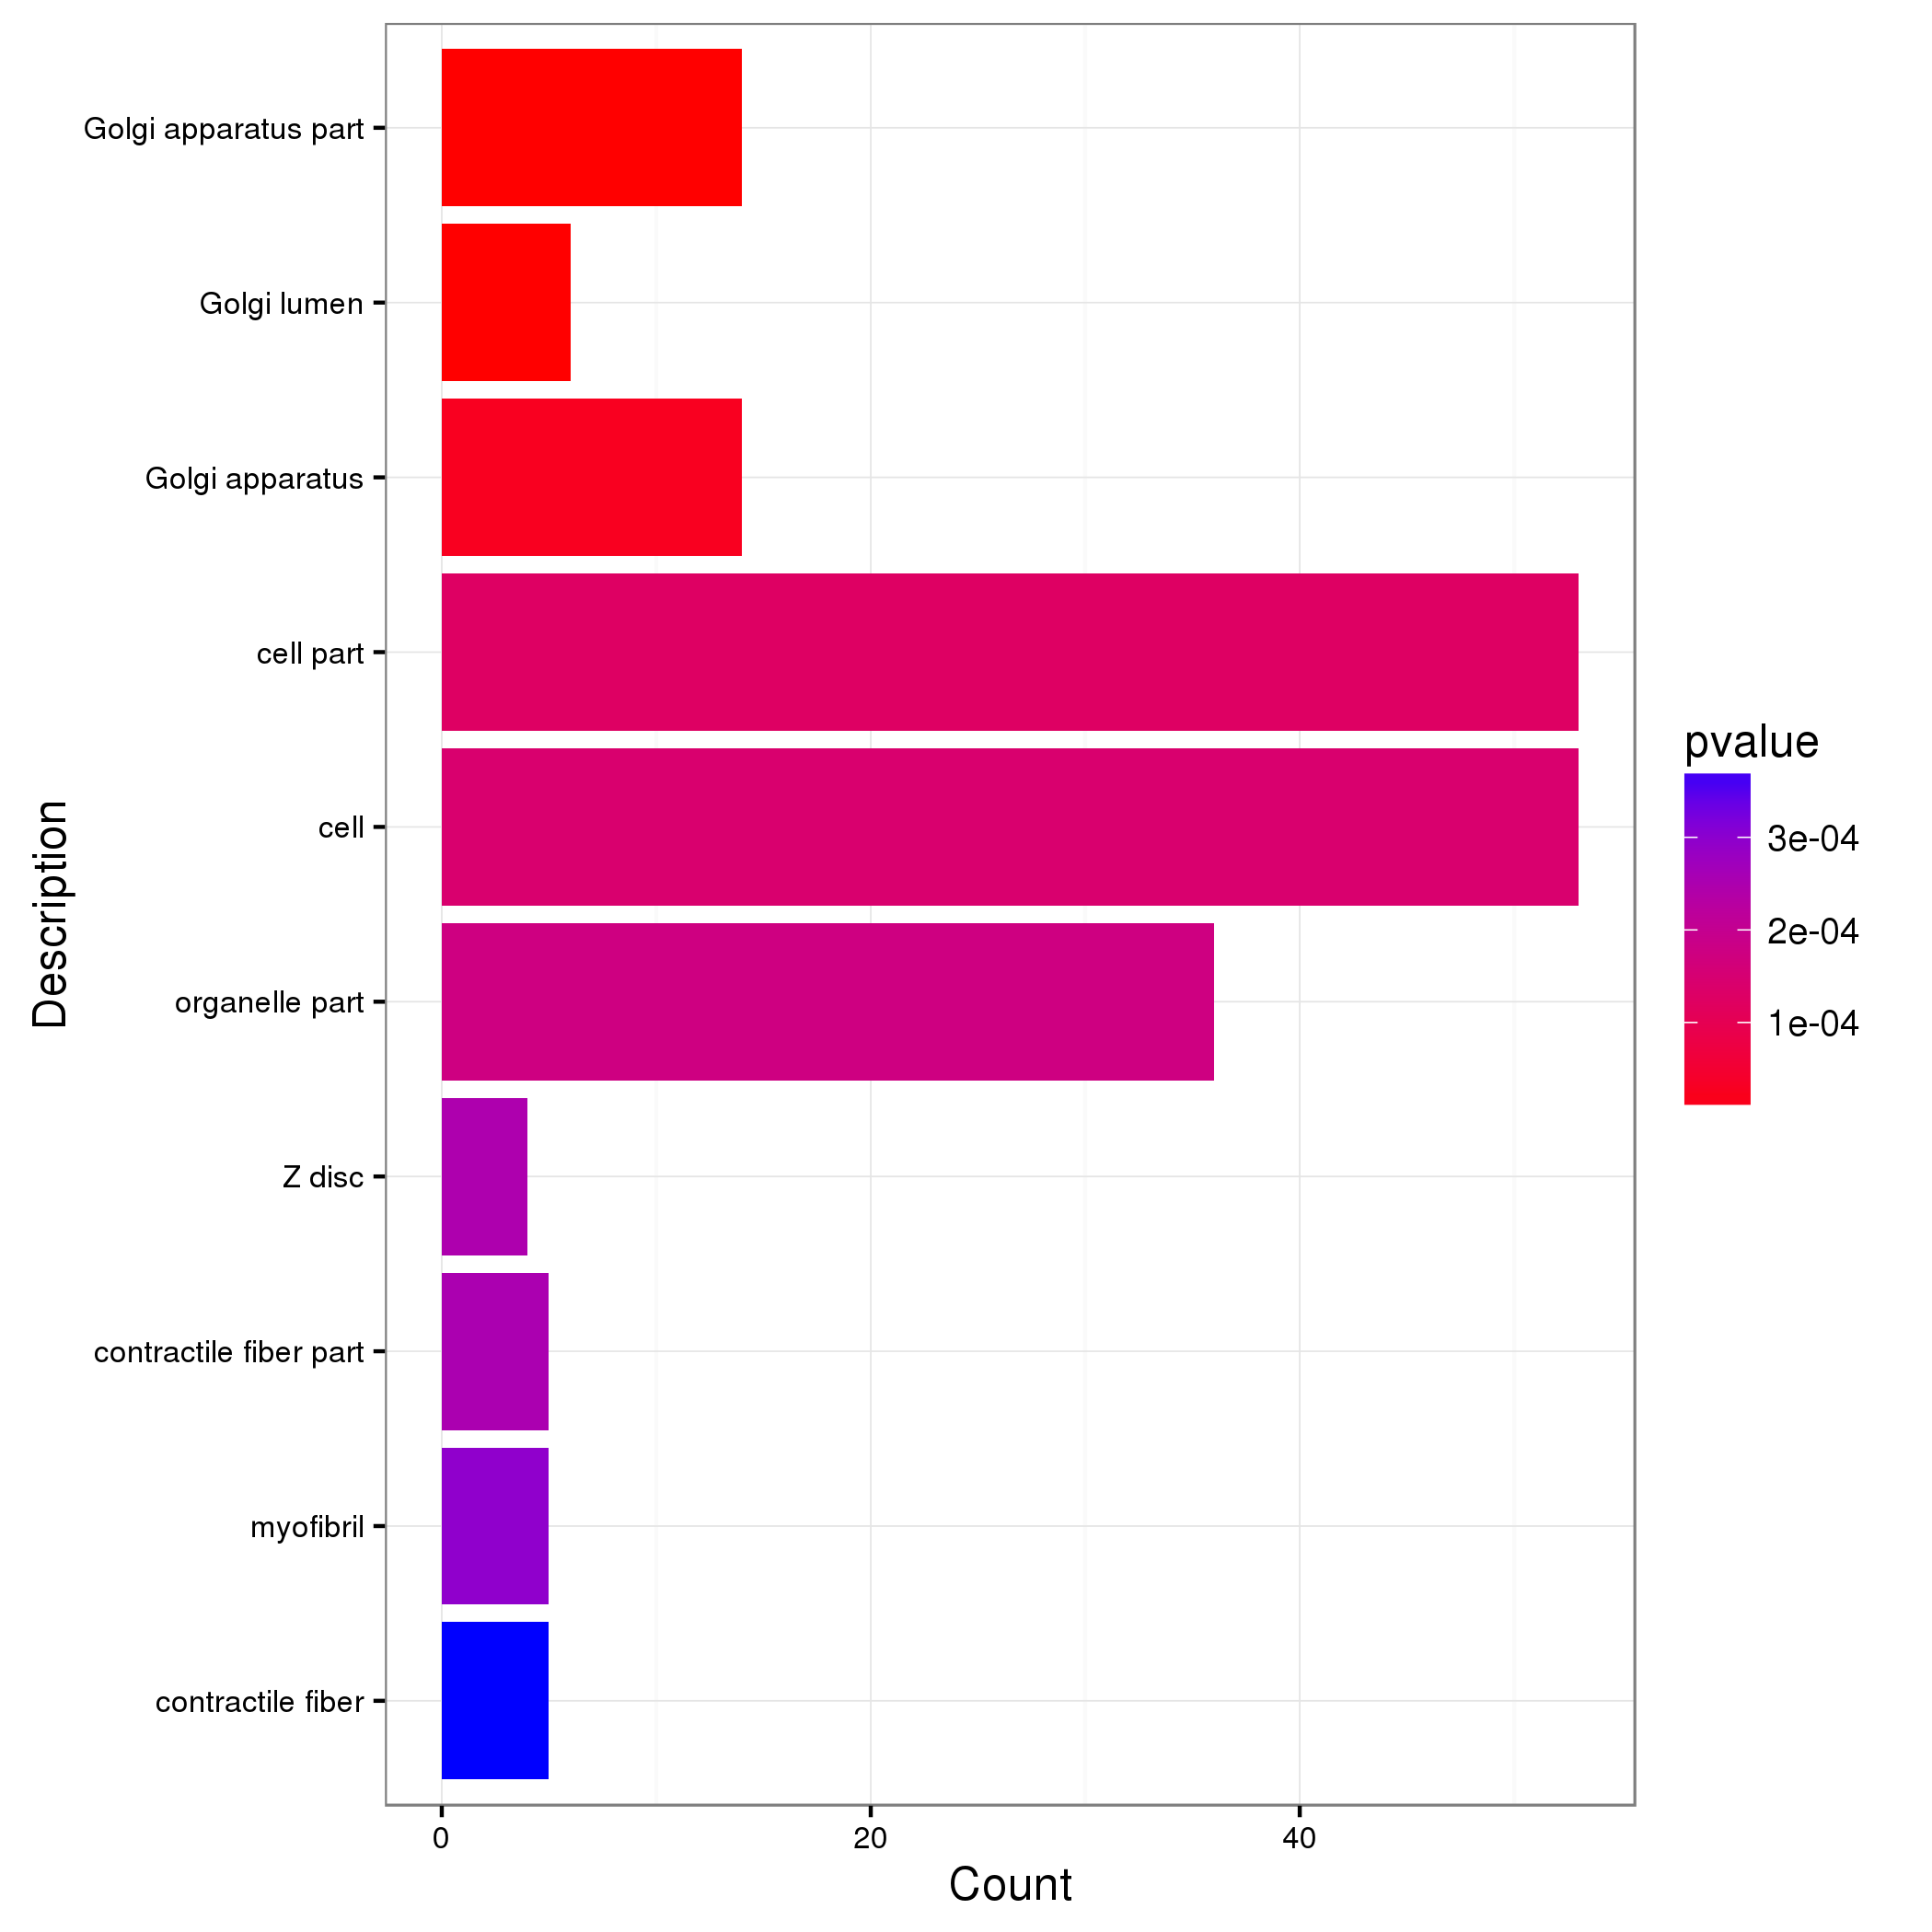 Golgi apparatus part
Golgi lumen
Golgi apparatus
cell part
cell
organelle part
Z disc
contractile fiber part
myofibril
contractile fiber
Description
0
20
40
Count
pvalue
3e-04
2e-04
1e-04